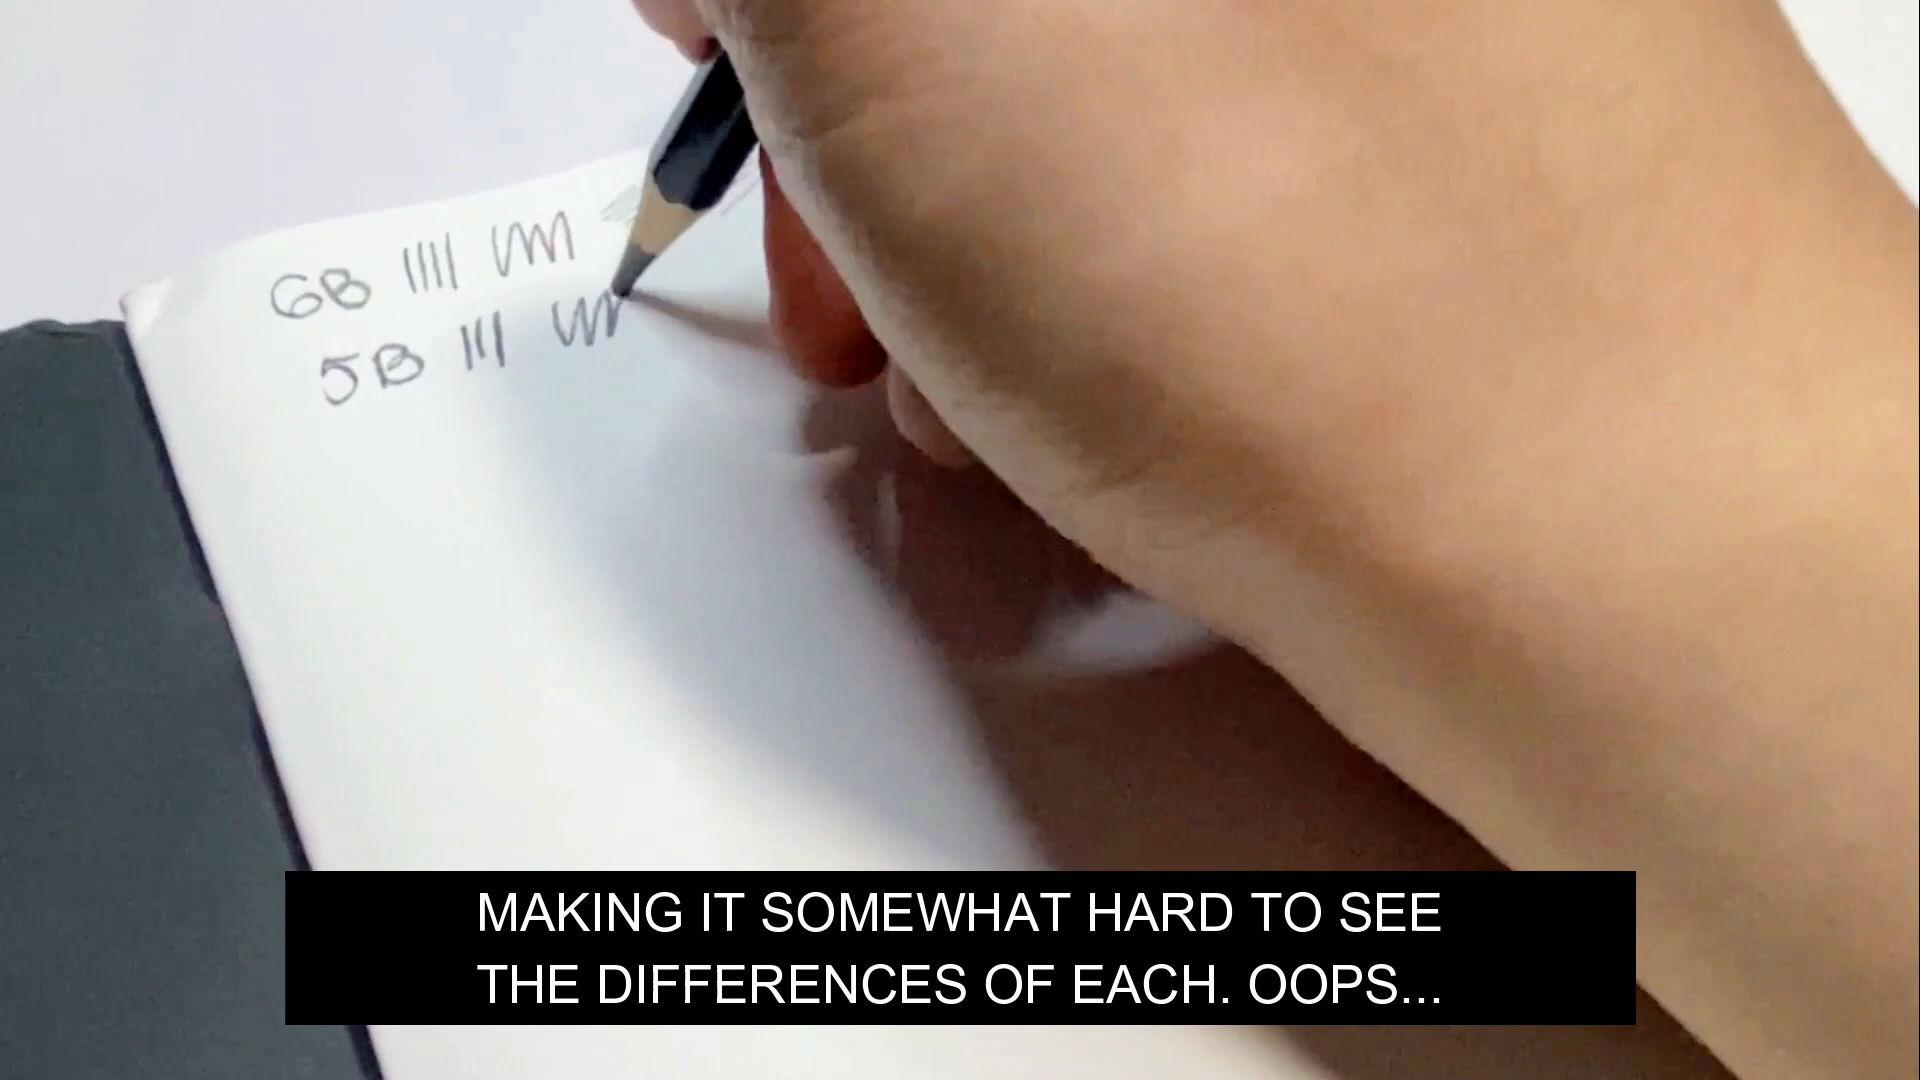 6B
5B
MAKING IT SOMEWHAT HARD TO SEE
THE DIFFERENCES OF EACH. OOPS...